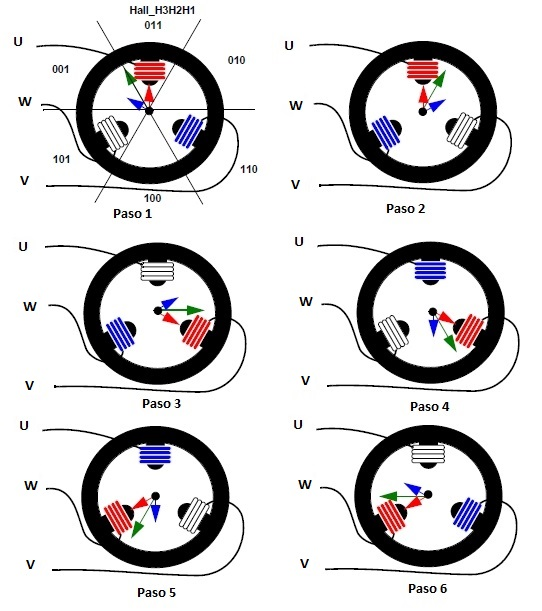 Hall_H3H2H1
011
U
001
010
W
101
110
V
100
Paso 1
U
W
V
Paso 2
U
W
V
Paso 3
U
W
V
Paso 4
U
W
V
Paso 5
U
W
V
Paso 6